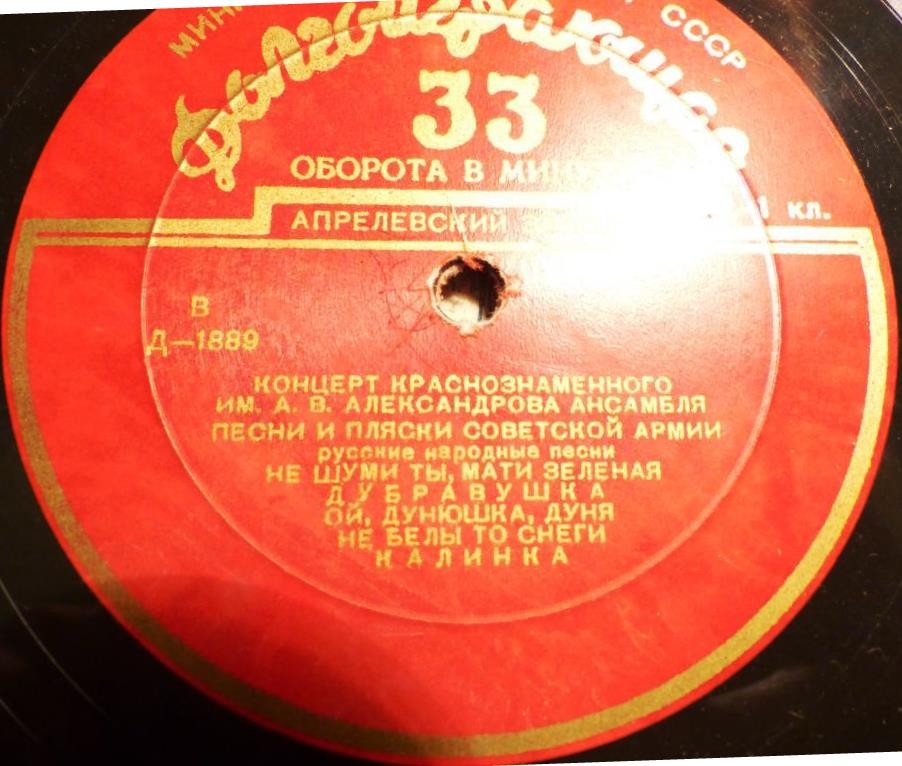 СССР
Долгоиграющая
33
ОБОРОТА В
АПРЕЛЕВСКИЙ
1 кл.
В
Д—1889
КОНЦЕРТ КРАСНОЗНАМЕННОГО
ИМ. А. В. АЛЕКСАНДРОВА АНСАМБЛЯ
ПЕСНИ И ПЛЯСКИ СОВЕТСКОЙ АРМИИ
русские народные песни
НЕ ШУМИ ТЫ, МАТИ ЗЕЛЕНАЯ
ДУБРАВУШКА
ОЙ, ДУНЮШКА, ДУНЯ
НЕ БЕЛЫ ТО СНЕГИ
КАЛИНКА